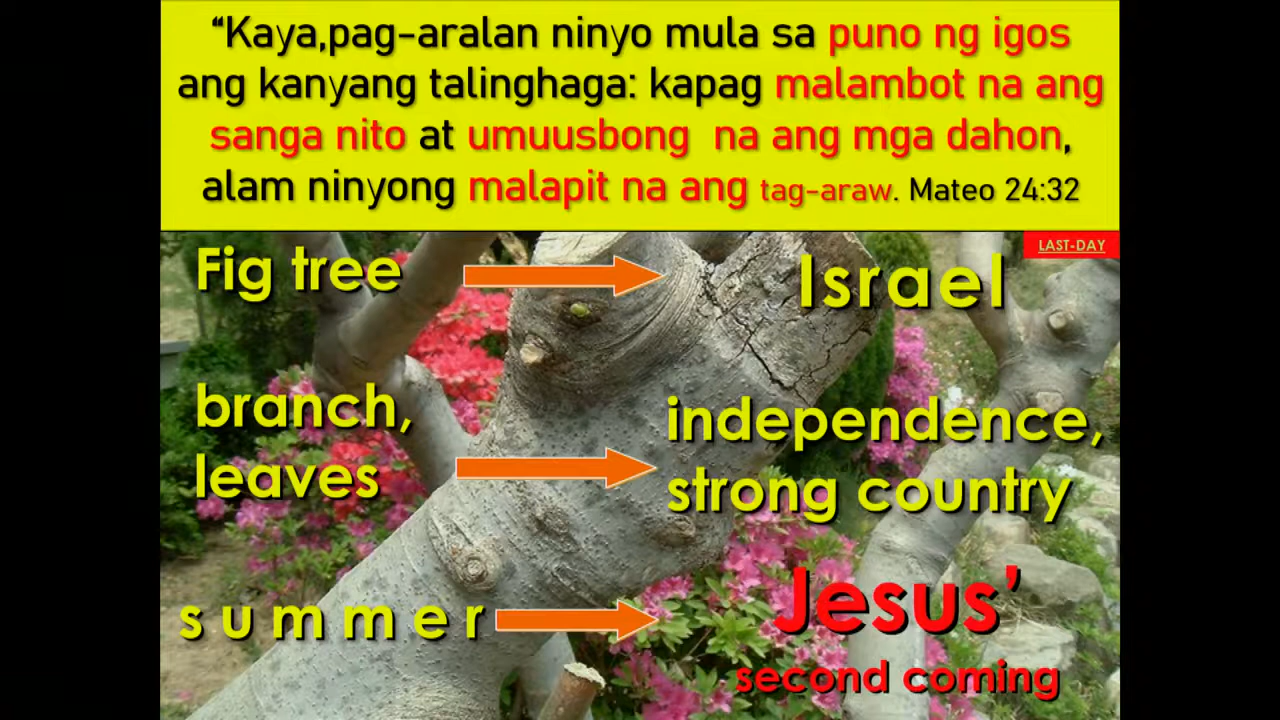 “Kaya,pag-aralan ninyo mula sa puno ng igos
ang kanyang talinghaga: kapag malambot na ang
sanga nito at umuusbong na ang mga dahon,
alam ninyong malapit na ang tag-araw. Mateo 24:32
LAST-DAY
Fig tree
Israel
branch,
leaves
independence,
strong country
summer
Jesus’
second coming